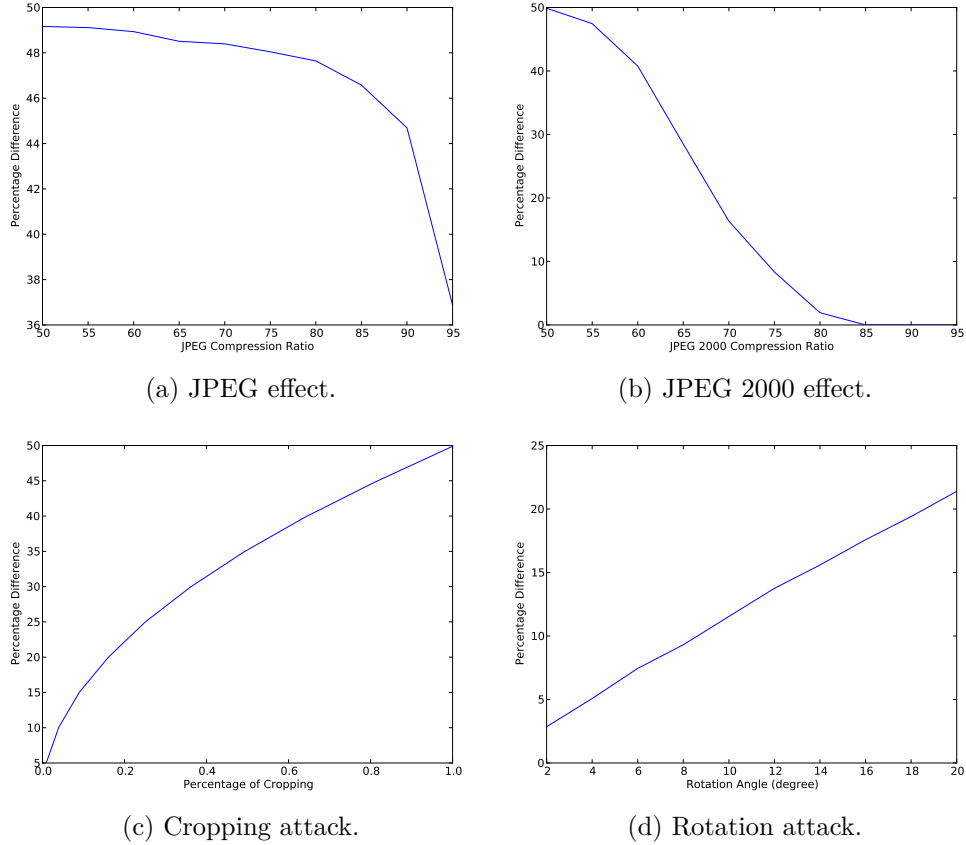 50
48
46
44
42
40
38
36
Percentage Difference
50 55 60 65 70 75 80 85 90 95
JPEG Compression Ratio
(a) JPEG effect.
50
40
30
20
10
0
Percentage Difference
50 55 60 65 70 75 80 85 90 95
JPEG 2000 Compression Ratio
(b) JPEG 2000 effect.
50
45
40
35
30
25
20
15
10
5
Percentage Difference
0.0 0.2 0.4 0.6 0.8 1.0
Percentage of Cropping
(c) Cropping attack.
25
20
15
10
5
0
Percentage Difference
2 4 6 8 10 12 14 16 18 20
Rotation Angle (degree)
(d) Rotation attack.